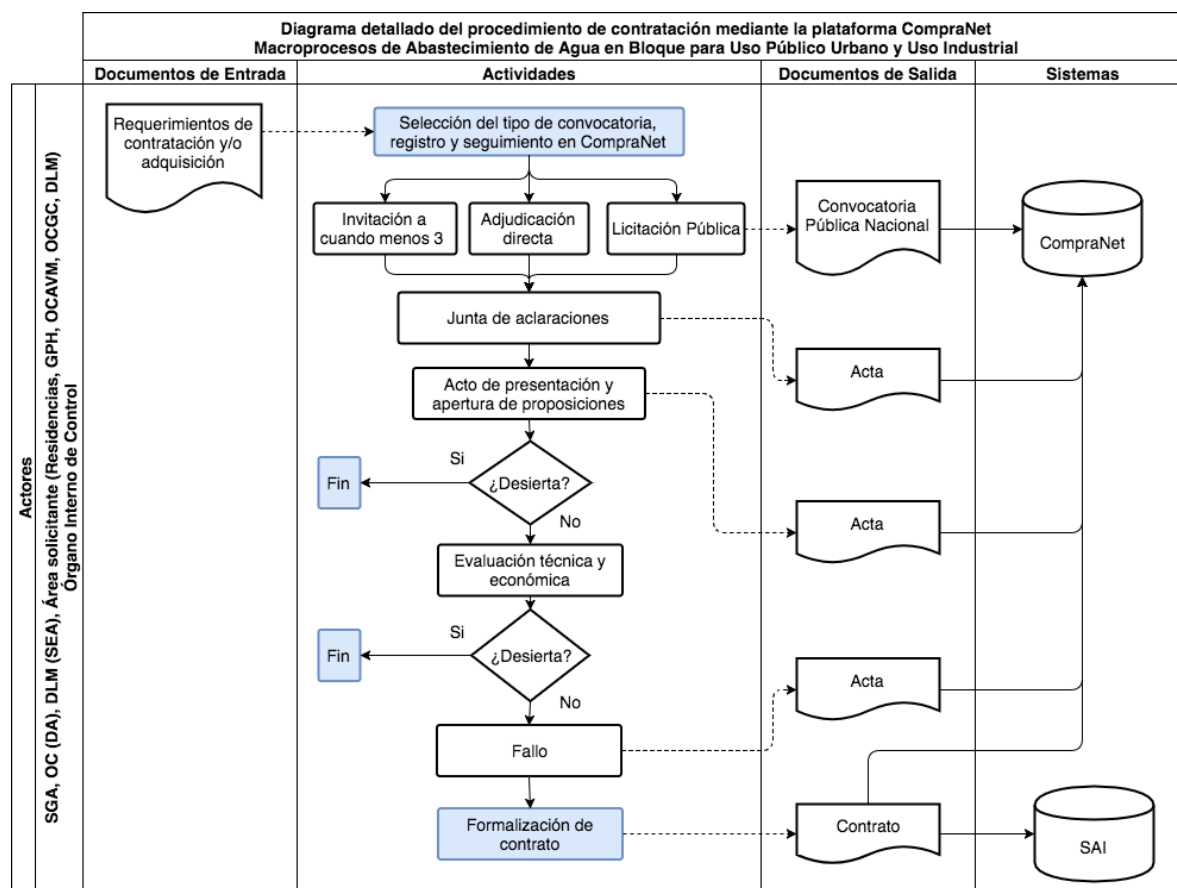 Diagrama detallado del procedimiento de contratación mediante la plataforma CompraNet
Macroprocesos de Abastecimiento de Agua en Bloque para Uso Público Urbano y Uso Industrial
Documentos de Entrada
Actividades
Documentos de Salida
Sistemas
Actores
SGA, OC (DA), DLM (SEA), Área solicitante (Residencias, GPH, OCAVM, OCGC, DLM)
Órgano Interno de Control
Requerimientos de
contratación y/o
adquisición
Selección del tipo de convocatoria,
registro y seguimiento en CompraNet
Invitación a
cuando menos 3
Adjudicación
directa
Licitación Pública
Convocatoria
Pública Nacional
CompraNet
Junta de aclaraciones
Acta
Acto de presentación y
apertura de proposiciones
Si
Fin
¿Desierta?
No
Acta
Evaluación técnica y
económica
Si
Fin
¿Desierta?
No
Acta
Fallo
Formalización de
contrato
Contrato
SAI